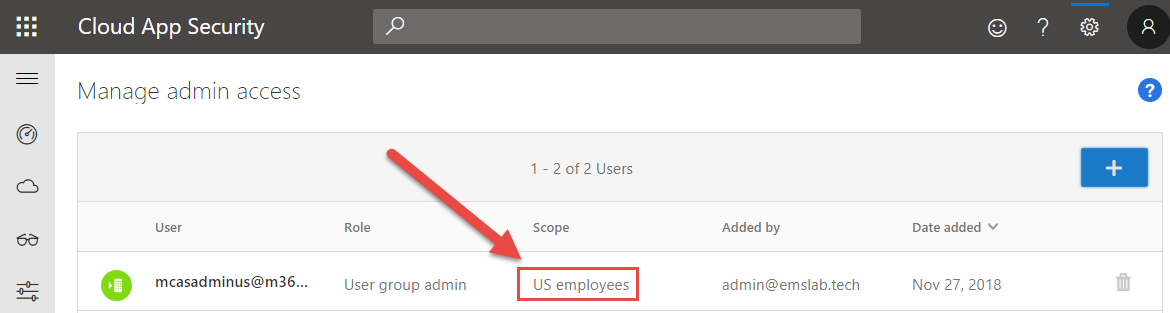 Cloud App Security
?
Manage admin access
?
1 - 2 of 2 Users
+
User Role Scope Added by Date added
mcasadminus@m36... User group admin US employees admin@emslab.tech Nov 27, 2018